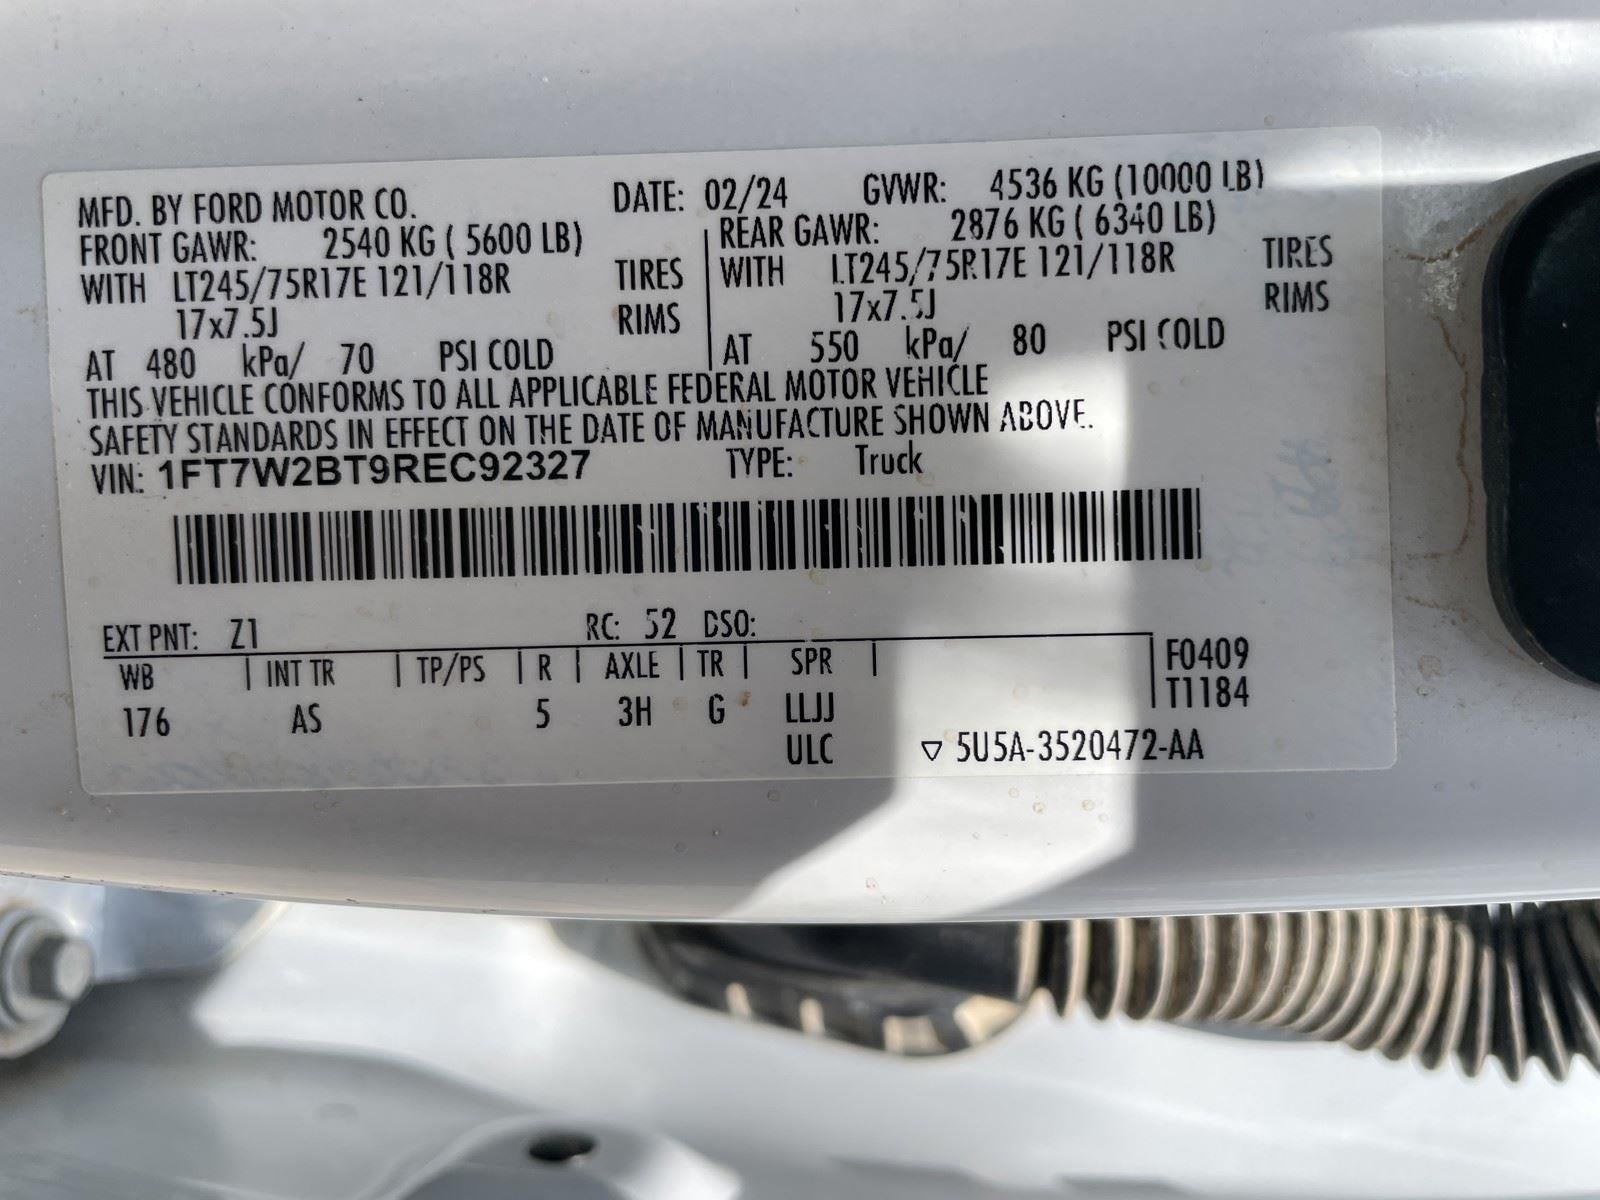 MFD. BY FORD MOTOR CO. DATE: 02/24 GVWR: 4536 KG (10000 LB)
FRONT GAWR: 2540 KG ( 5600 LB) REAR GAWR: 2876 KG ( 6340 LB)
WITH LT245/75R17E 121/118R TIRES WITH LT245/75R17E 121/118R TIRES
17x7.5J RIMS 17x7.5J RIMS
AT 480 kPa/ 70 PSI COLD AT 550 kPa/ 80 PSI COLD
THIS VEHICLE CONFORMS TO ALL APPLICABLE FEDERAL MOTOR VEHICLE
SAFETY STANDARDS IN EFFECT ON THE DATE OF MANUFACTURE SHOWN ABOVE.
VIN: 1FT7W2BT9REC92327 TYPE: Truck
EXT PNT: Z1 RC: 52 DSO:
WB | INT TR | TP/PS | R | AXLE | TR | SPR | F0409
176 AS 5 3H G LLJJ T1184
ULC ▽ 5U5A-3520472-AA